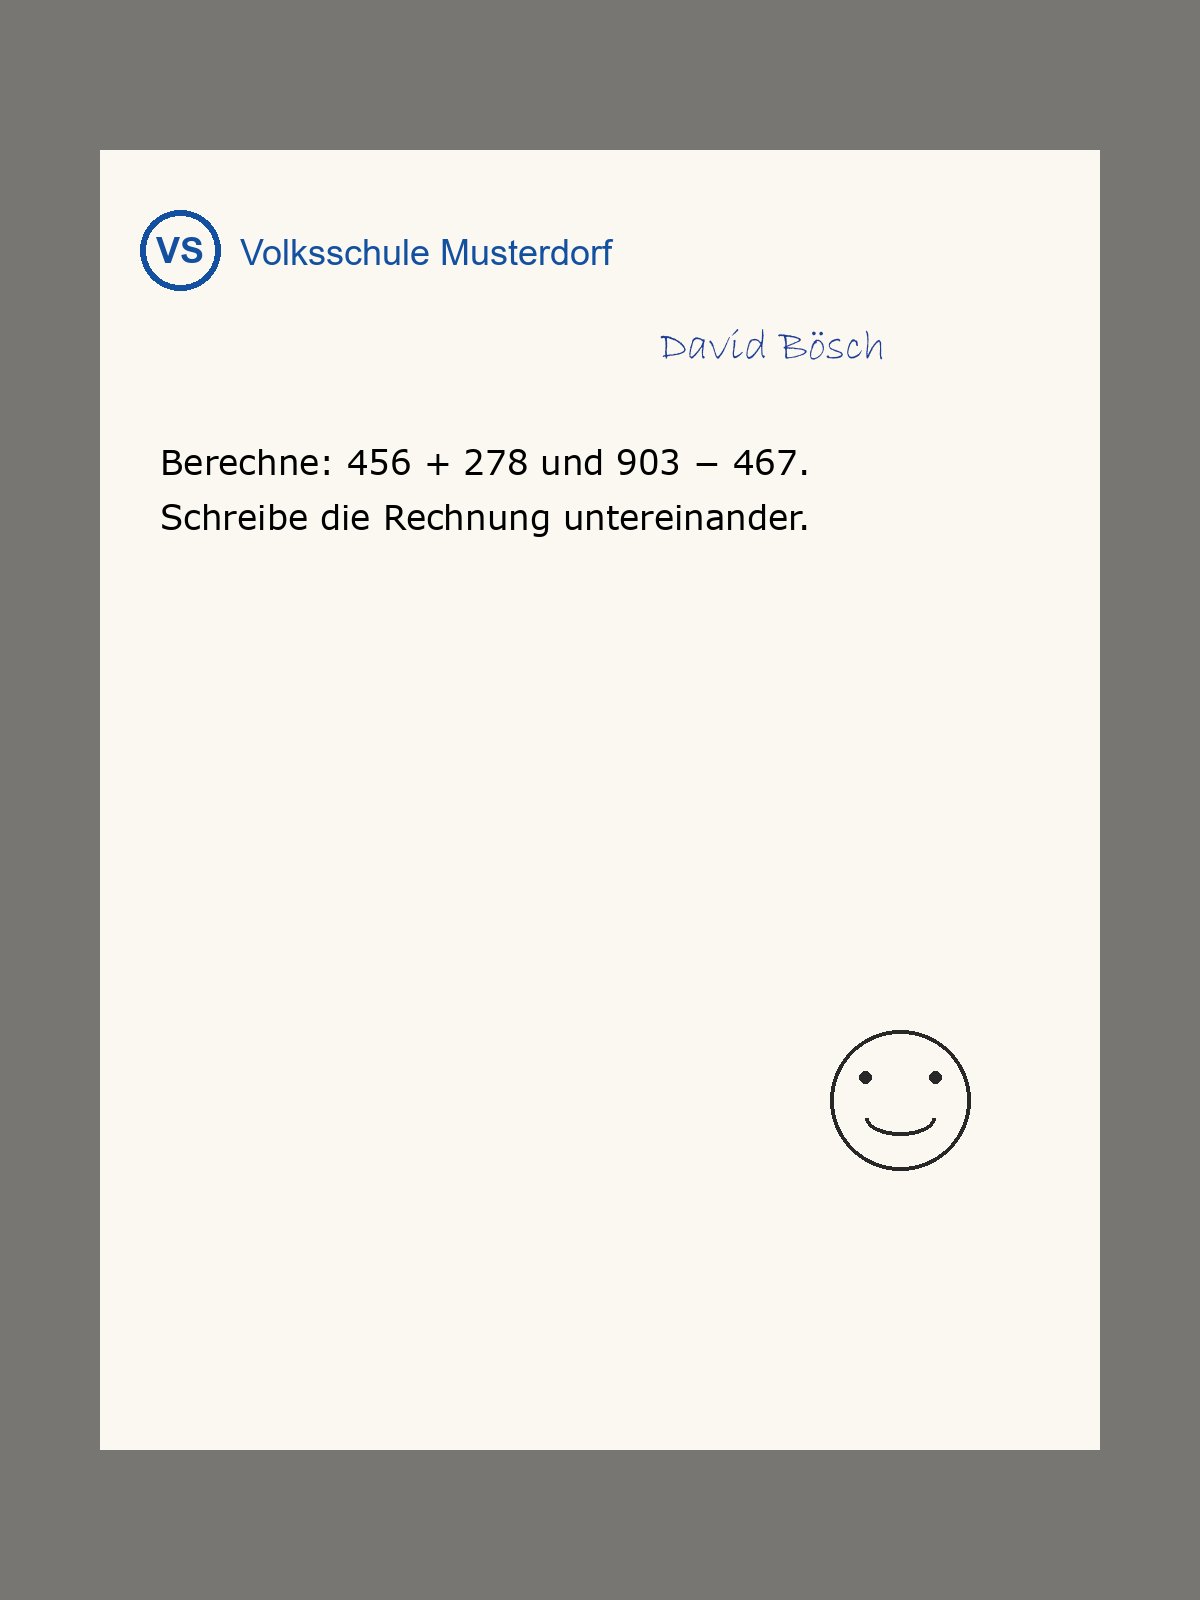 VS Volksschule Musterdorf
David Bösch
Berechne: 456 + 278 und 903 − 467.
Schreibe die Rechnung untereinander.